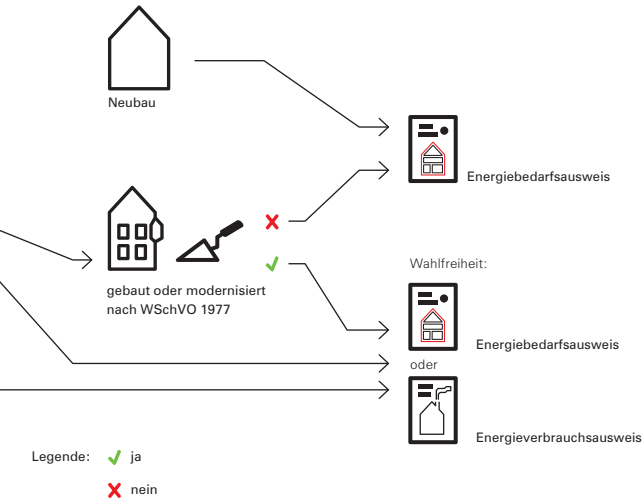 Neubau
Energiebedarfsausweis
gebaut oder modernisiert
nach WSchVO 1977
Wahlfreiheit:
Energiebedarfsausweis
oder
Energieverbrauchsausweis
Legende: ja
nein